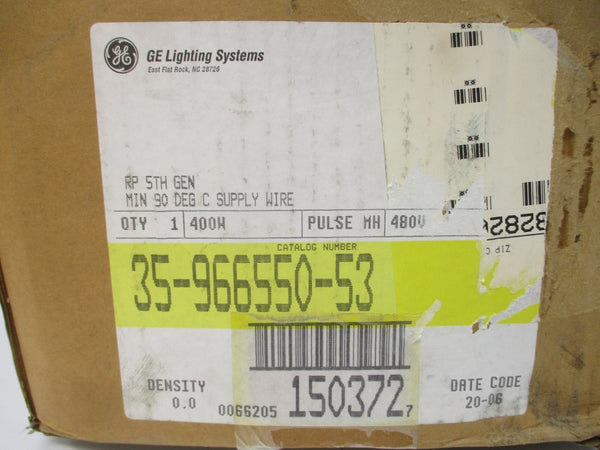 GE Lighting Systems
East Flat Rock, NC 28726
RP 5TH GEN
MIN 90 DEG C SUPPLY WIRE
QTY 1 400W PULSE MH 480V
CATALOG NUMBER
35-966550-53
DENSITY
0.0
0066205
150372
7
DATE CODE
20-06
ZIP